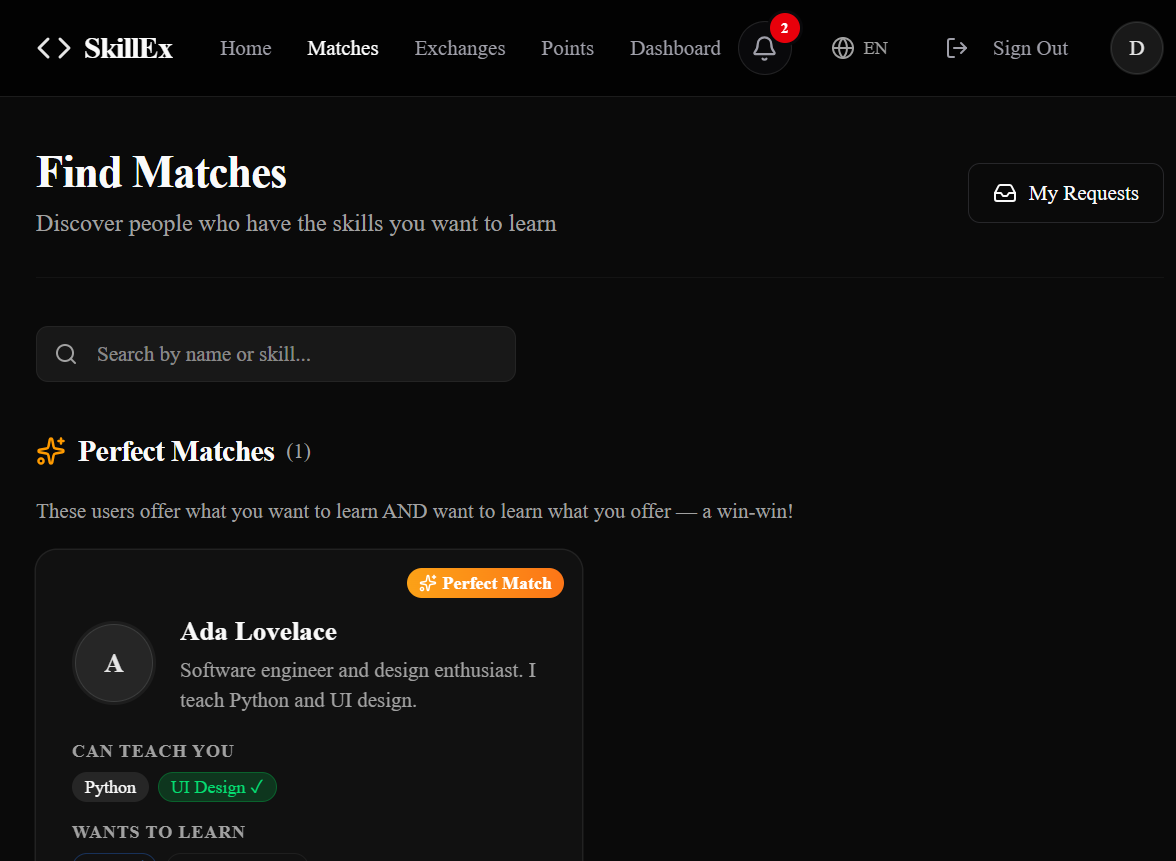 SkillEx Home Matches Exchanges Points Dashboard 2 EN Sign Out D
Find Matches
My Requests
Discover people who have the skills you want to learn
Search by name or skill...
Perfect Matches (1)
These users offer what you want to learn AND want to learn what you offer — a win-win!
Perfect Match
A
Ada Lovelace
Software engineer and design enthusiast. I
teach Python and UI design.
CAN TEACH YOU
Python UI Design ✓
WANTS TO LEARN